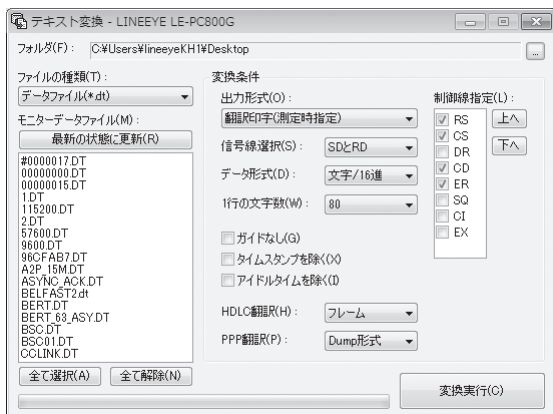 テキスト変換 - LINEEYE LE-PC800G
フォルダ(F)： C:¥Users¥lineeyeKH1¥Desktop
...
ファイルの種類(T)：
データファイル(*.dt)
モニターデータファイル(M)：
最新の状態に更新(R)
#0000017.DT
00000000.DT
00000015.DT
1.DT
115200.DT
2.DT
57600.DT
9600.DT
96CFAB7.DT
A2P_15M.DT
ASYNC_ACK.DT
BELFAST2.dt
BERT.DT
BERT_63_ASY.DT
BSC.DT
BSC01.DT
CCLINK.DT
全て選択(A) 全て解除(N)
変換条件
出力形式(O)：
翻訳印字(測定時指定)
信号線選択(S)： SDとRD
データ形式(D)： 文字/16進
1行の文字数(W)： 80
ガイドなし(G)
タイムスタンプを除く(X)
アイドルタイムを除く(I)
HDLC翻訳(H)： フレーム
PPP翻訳(P)： Dump形式
制御線指定(L)：
RS
CS
DR
CD
ER
SQ
CI
EX
上へ
下へ
変換実行(C)